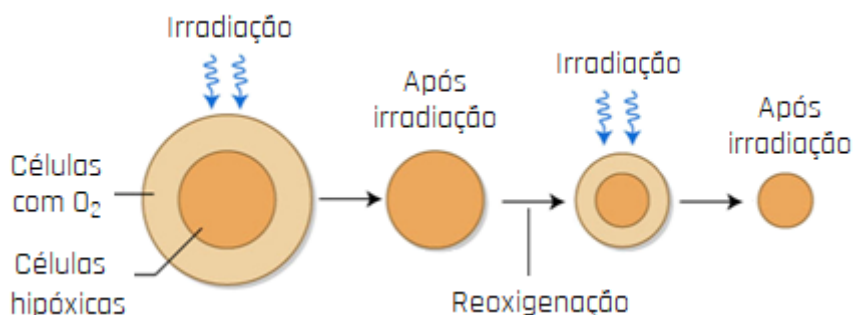 Irradiação
Após
irradiação
Irradiação
Após
irradiação
Células
com O₂
Células
hipóxicas
Reoxigenação